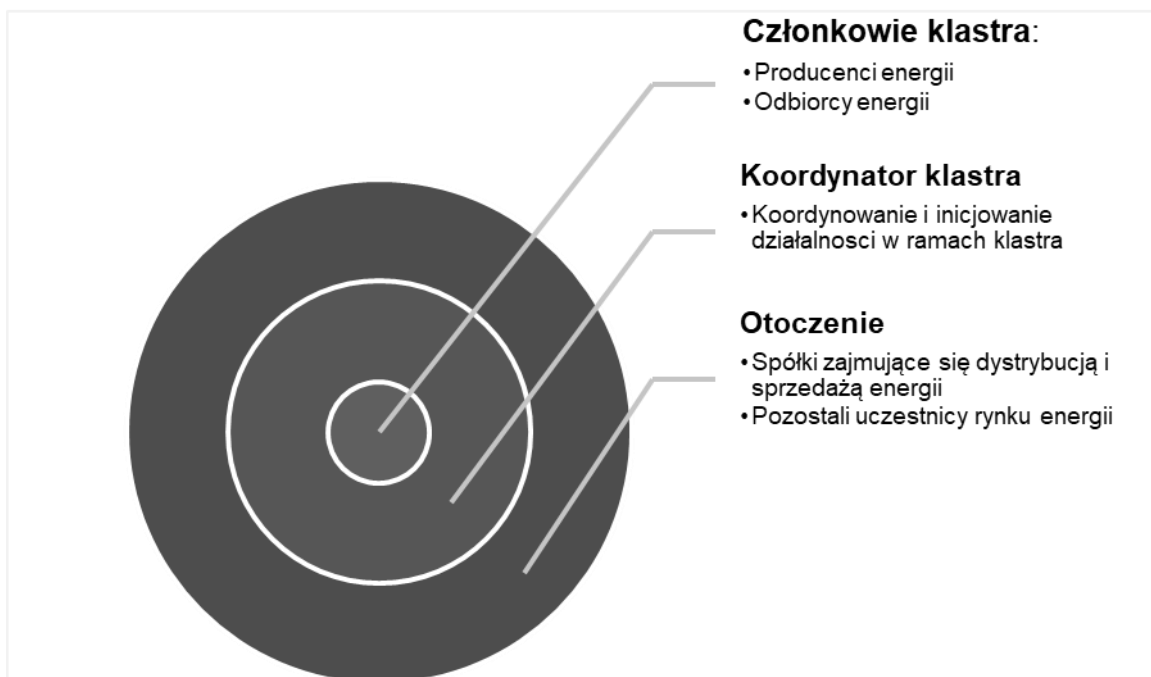 Członkowie klastra:
•Producenci energii
•Odbiorcy energii
Koordynator klastra
•Koordynowanie i inicjowanie
działalnosci w ramach klastra
Otoczenie
•Spółki zajmujące się dystrybucją i
sprzedażą energii
•Pozostali uczestnicy rynku energii